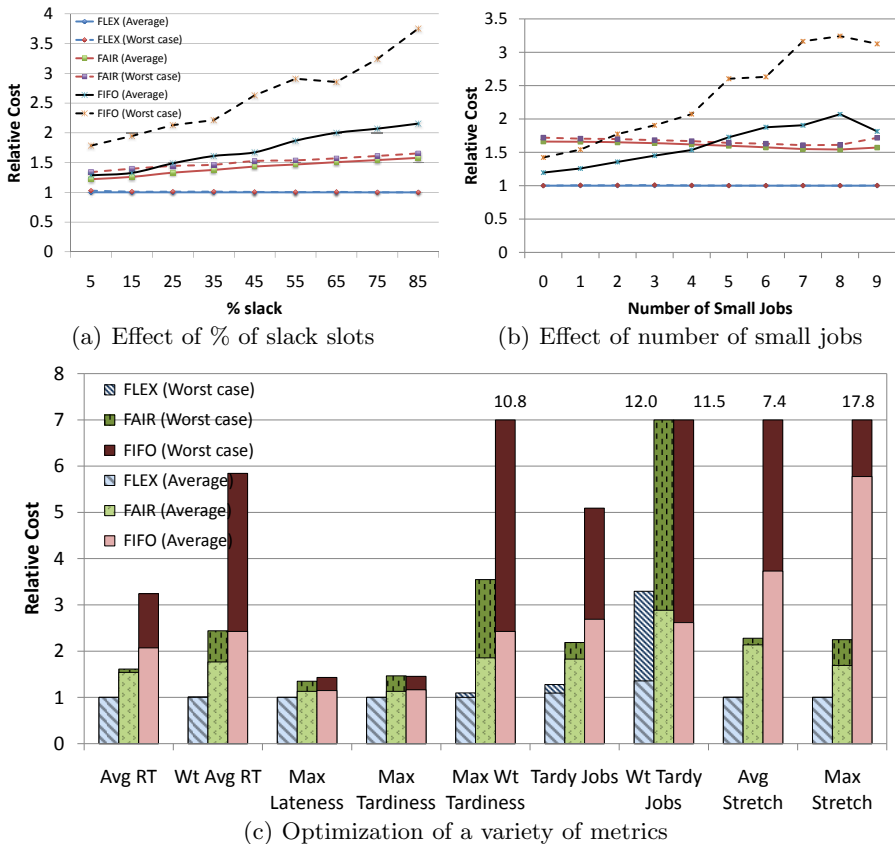 4
3.5
3
2.5
2
1.5
1
0.5
0
Relative Cost
FLEX (Average)
FLEX (Worst case)
FAIR (Average)
FAIR (Worst case)
FIFO (Average)
FIFO (Worst case)
5 15 25 35 45 55 65 75 85
% slack
(a) Effect of % of slack slots
3.5
3
2.5
2
1.5
1
0.5
0
Relative Cost
0 1 2 3 4 5 6 7 8 9
Number of Small Jobs
(b) Effect of number of small jobs
8
7
6
5
4
3
2
1
0
Relative Cost
FLEX (Worst case)
FAIR (Worst case)
FIFO (Worst case)
FLEX (Average)
FAIR (Average)
FIFO (Average)
10.8 12.0 11.5 7.4 17.8
Avg RT Wt Avg RT Max Lateness Max Tardiness Max Wt Tardiness Tardy Jobs Wt Tardy Jobs Avg Stretch Max Stretch
(c) Optimization of a variety of metrics